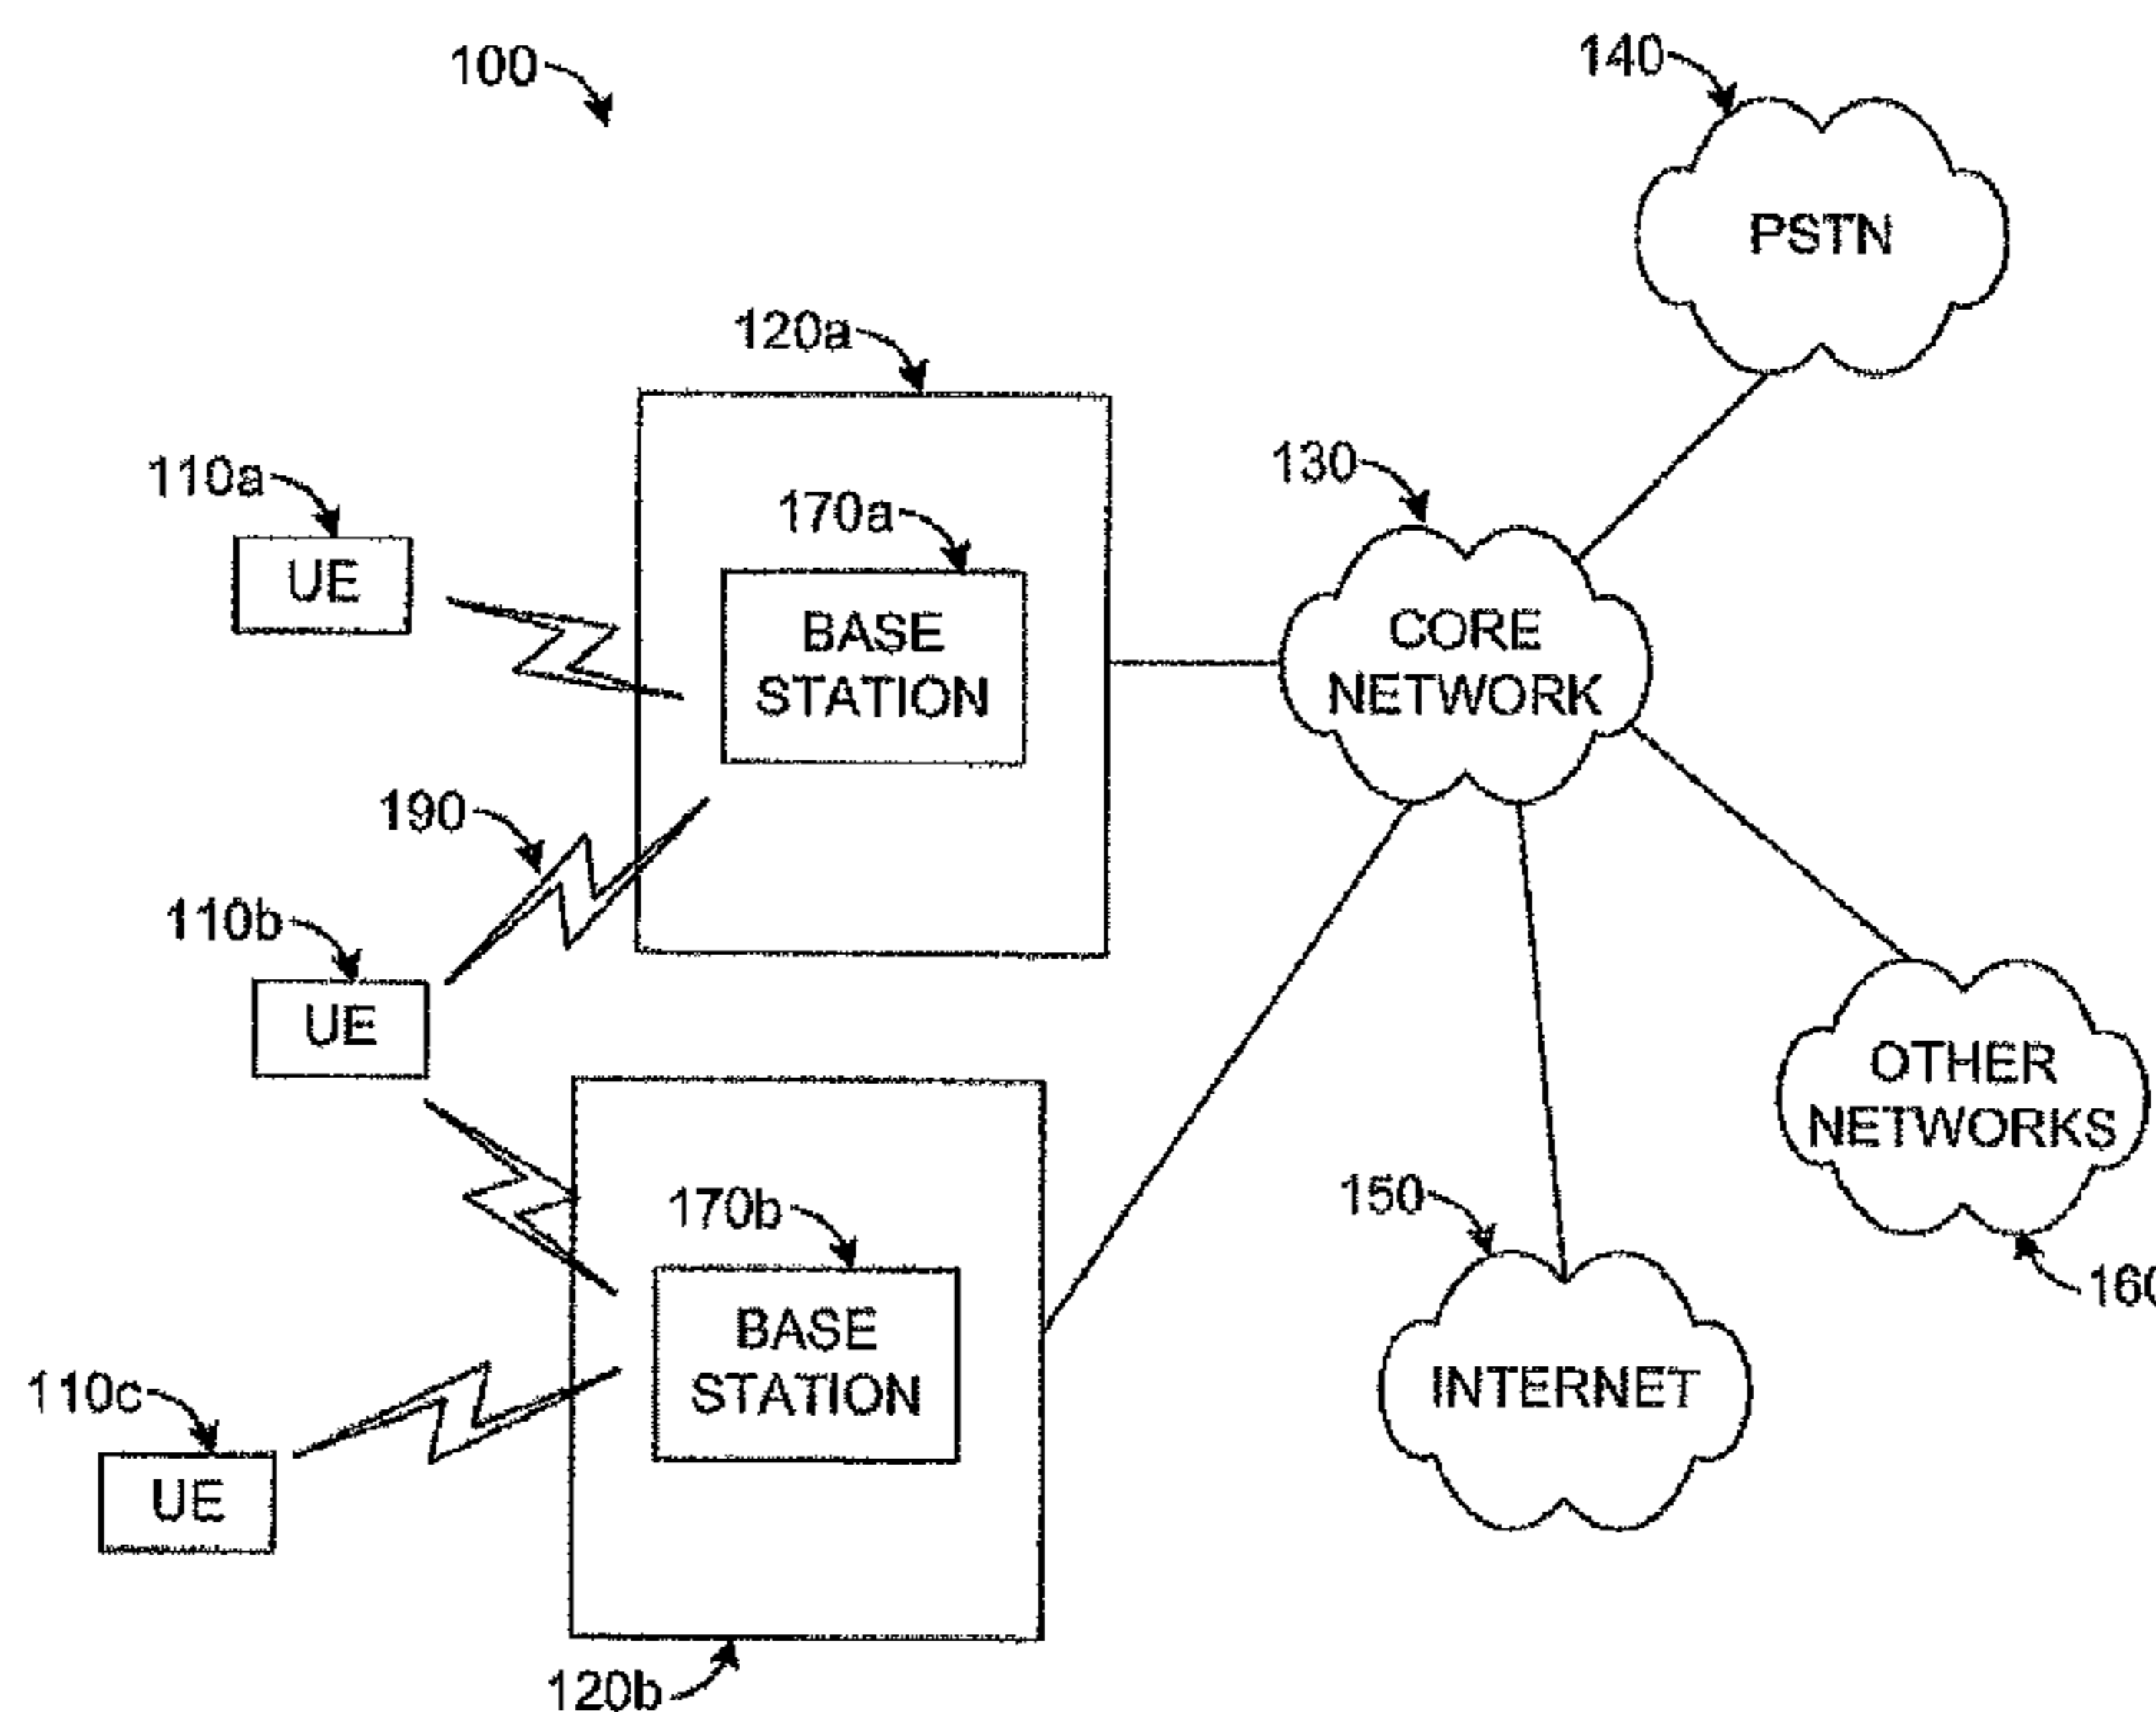 100
140
PSTN
120a
130
110a
170a
UE
BASE
STATION
CORE
NETWORK
190
110b
UE
OTHER
NETWORKS
150
170b
160
BASE
STATION
INTERNET
110c
UE
120b